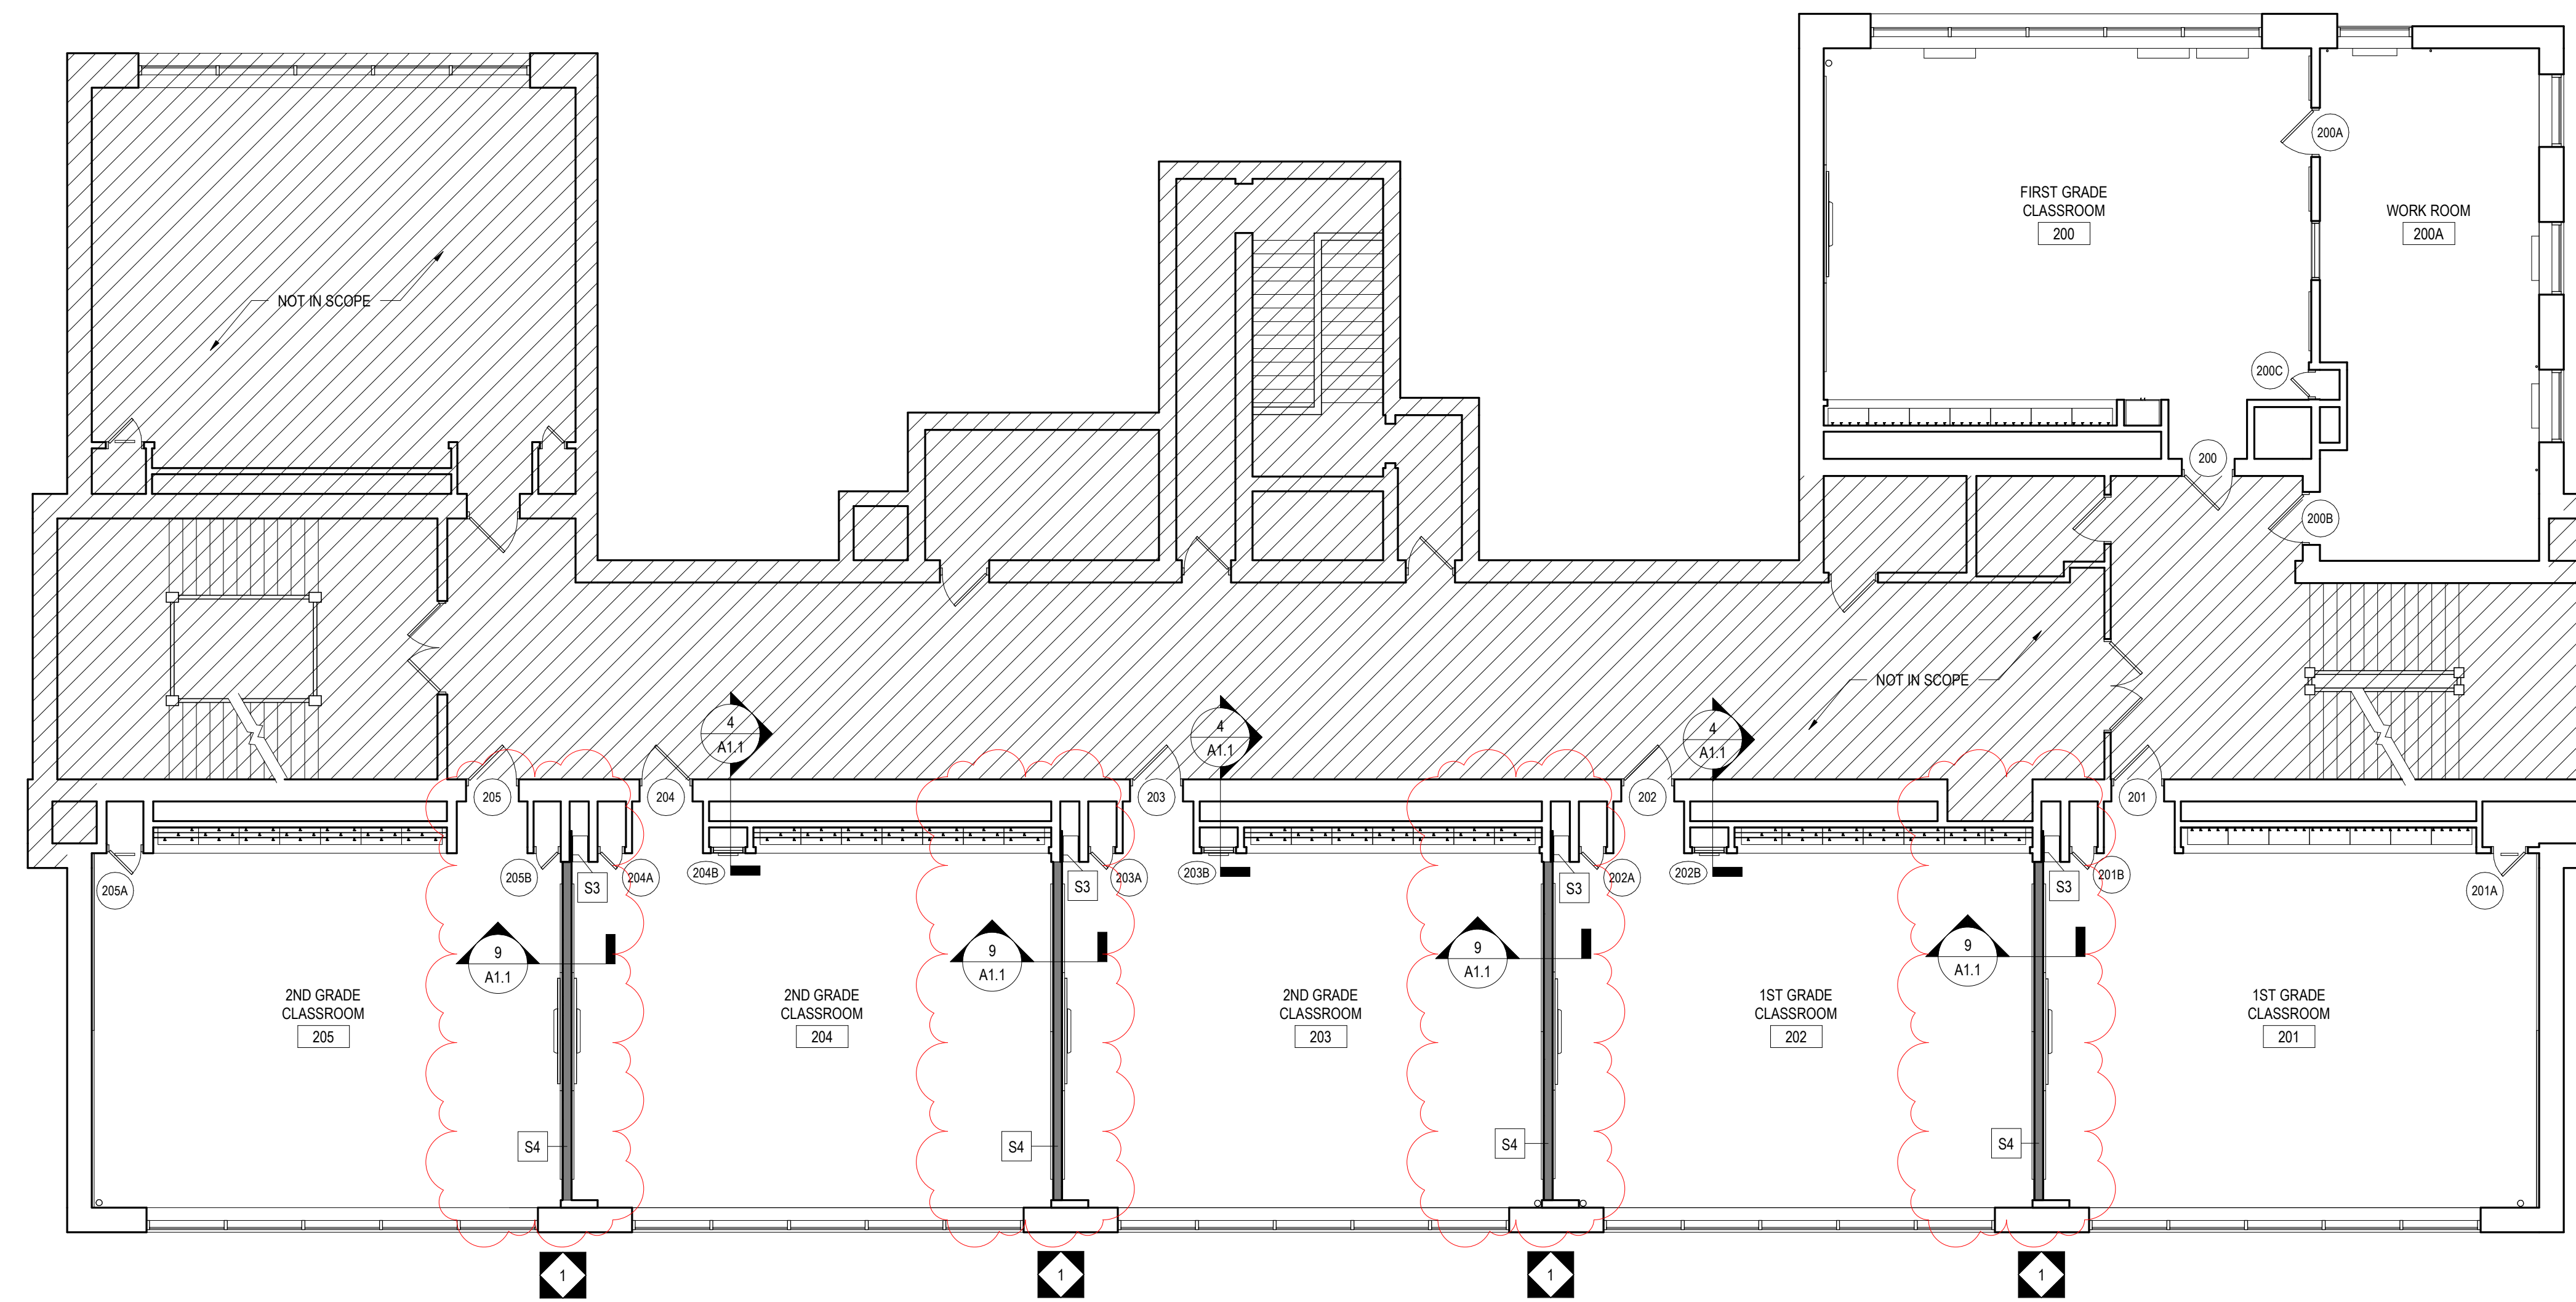 200A
FIRST GRADE
CLASSROOM
200
WORK ROOM
200A
NOT IN SCOPE
200C
200
200B
NOT IN SCOPE
4
A1.1
4
A1.1
4
A1.1
205
204
203
202
201
205A
205B
S3
204A
204B
S3
203A
203B
S3
202A
202B
S3
201B
201A
9
A1.1
9
A1.1
9
A1.1
9
A1.1
2ND GRADE
CLASSROOM
205
2ND GRADE
CLASSROOM
204
2ND GRADE
CLASSROOM
203
1ST GRADE
CLASSROOM
202
1ST GRADE
CLASSROOM
201
S4
S4
S4
S4
1
1
1
1